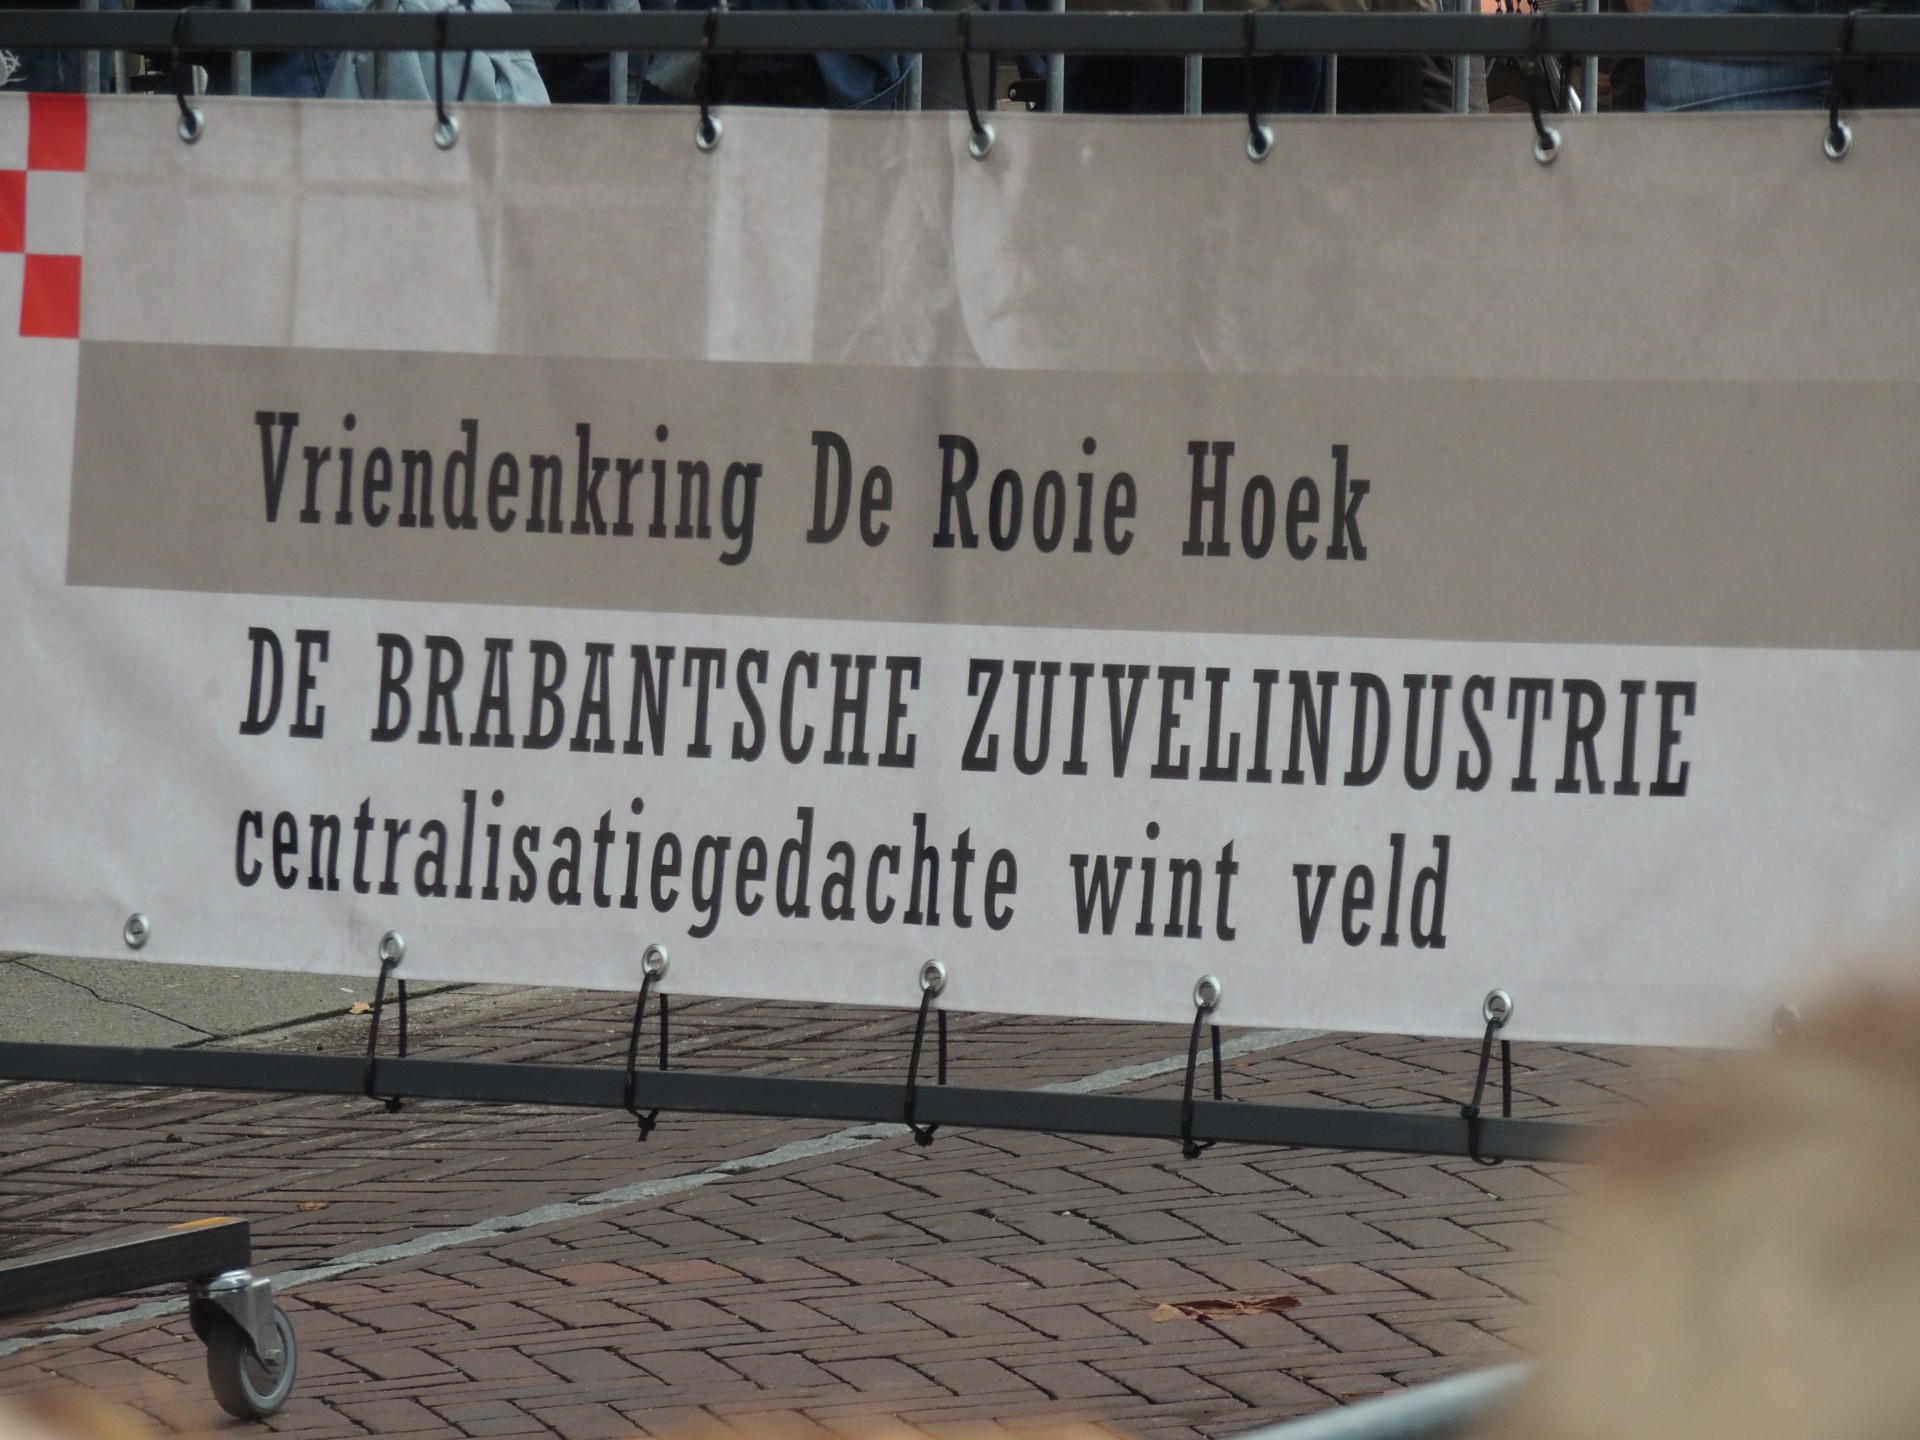 Vriendenkring De Rooie Hoek
DE BRABANTSCHE ZUIVELINDUSTRIE
centralisatiegedachte wint veld